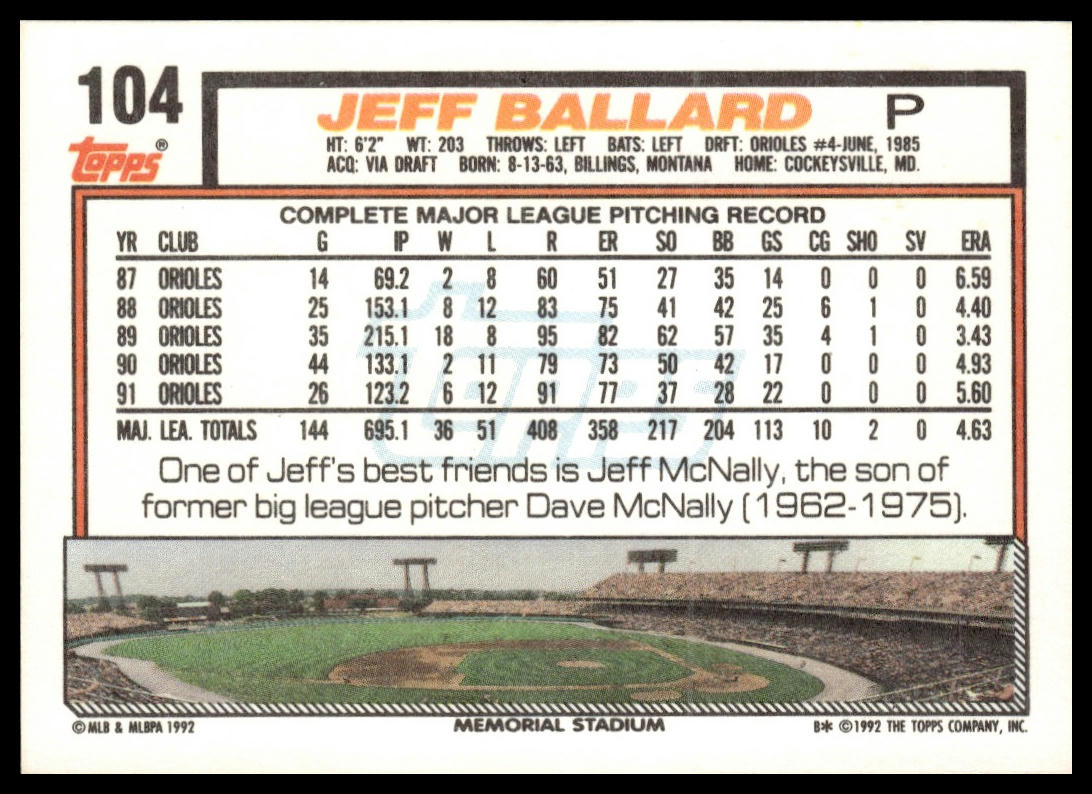 104
Topps®
JEFF BALLARD P
HT: 6'2" WT: 203 THROWS: LEFT BATS: LEFT DRFT: ORIOLES #4-JUNE, 1985
ACQ: VIA DRAFT BORN: 8-13-63, BILLINGS, MONTANA HOME: COCKEYSVILLE, MD.
COMPLETE MAJOR LEAGUE PITCHING RECORD
YR CLUB G IP W L R ER SO BB GS CG SHO SV ERA
87 ORIOLES 14 69.2 2 8 60 51 27 35 14 0 0 0 6.59
88 ORIOLES 25 153.1 8 12 83 75 41 42 25 6 1 0 4.40
89 ORIOLES 35 215.1 18 8 95 82 62 57 35 4 1 0 3.43
90 ORIOLES 44 133.1 2 11 79 73 50 42 17 0 0 0 4.93
91 ORIOLES 26 123.2 6 12 91 77 37 28 22 0 0 0 5.60
MAJ. LEA. TOTALS 144 695.1 36 51 408 358 217 204 113 10 2 0 4.63
Topps
One of Jeff's best friends is Jeff McNally, the son of
former big league pitcher Dave McNally (1962-1975).
© MLB & MLBPA 1992 MEMORIAL STADIUM B* ©1992 THE TOPPS COMPANY, INC.